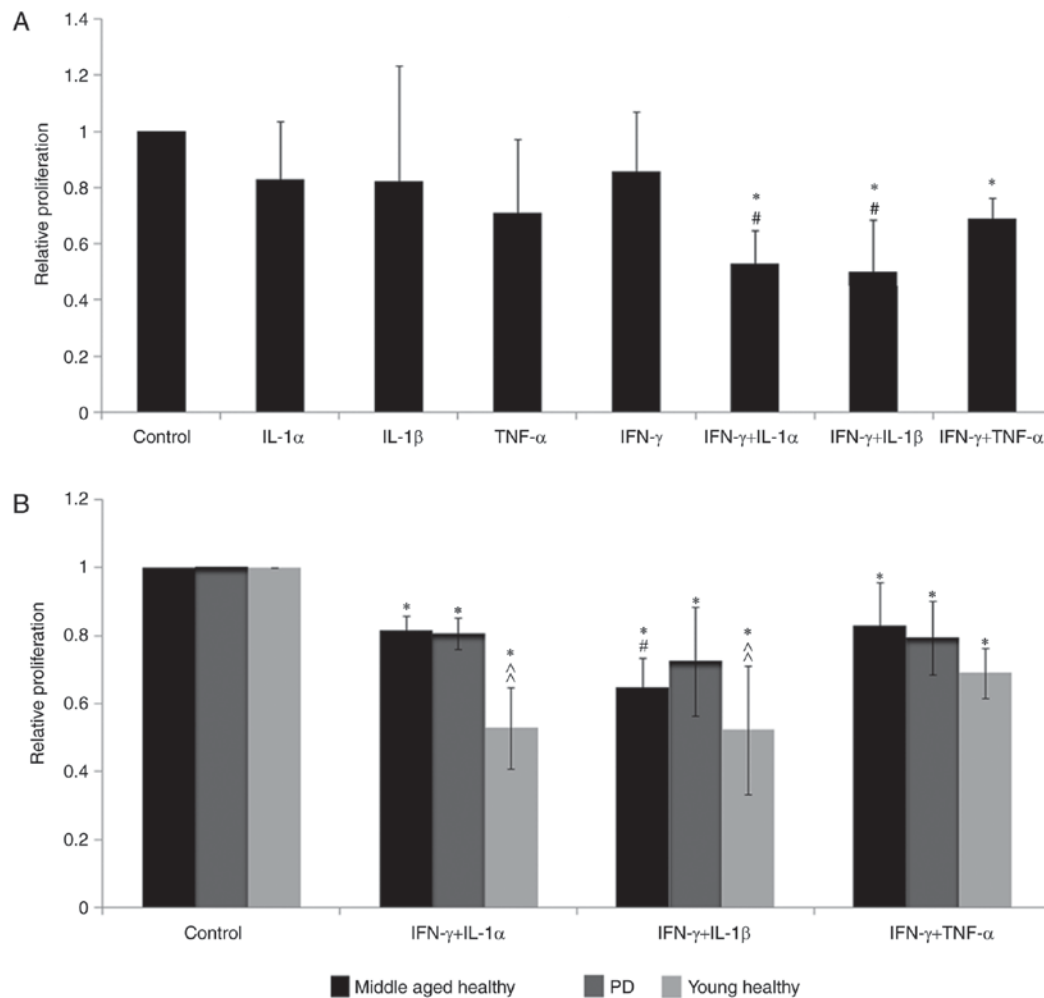 A
1.4
1.2
1
0.8
0.6
0.4
0.2
0
Relative proliferation
*
#
*
#
*
Control IL-1α IL-1β TNF-α IFN-γ IFN-γ+IL-1α IFN-γ+IL-1β IFN-γ+TNF-α
B
1.2
1
0.8
0.6
0.4
0.2
0
Relative proliferation
* * *
^^
*
#
* *
^^
* * *
Control IFN-γ+IL-1α IFN-γ+IL-1β IFN-γ+TNF-α
Middle aged healthy PD Young healthy